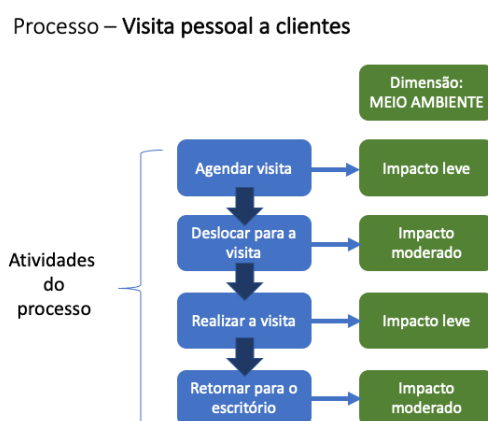 Processo – Visita pessoal a clientes
Dimensão:
MEIO AMBIENTE
Agendar visita
Impacto leve
Deslocar para a
visita
Impacto
moderado
Atividades
do
processo
Realizar a visita
Impacto leve
Retornar para o
escritório
Impacto
moderado